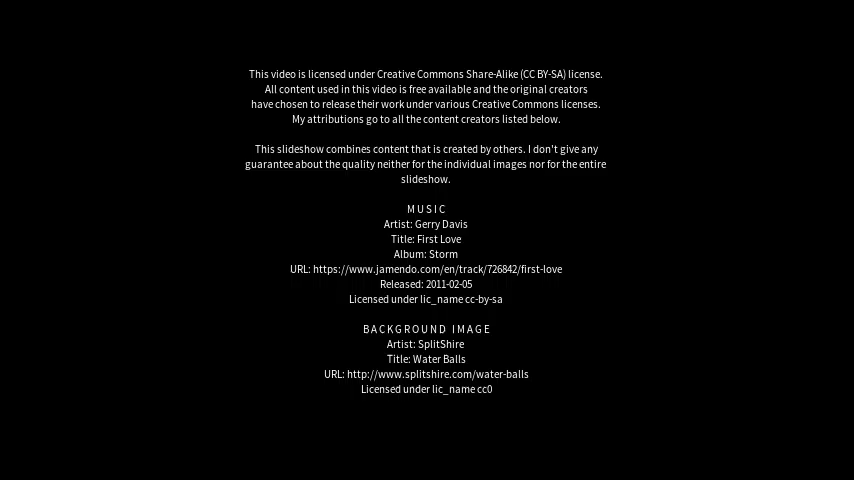 This video is licensed under Creative Commons Share-Alike (CC BY-SA) license.
All content used in this video is free available and the original creators
have chosen to release their work under various Creative Commons licenses.
My attributions go to all the content creators listed below.
This slideshow combines content that is created by others. I don't give any
guarantee about the quality neither for the individual images nor for the entire
slideshow.
MUSIC
Artist: Gerry Davis
Title: First Love
Album: Storm
URL: https://www.jamendo.com/en/track/726842/first-love
Released: 2011-02-05
Licensed under lic_name cc-by-sa
BACKGROUND IMAGE
Artist: SplitShire
Title: Water Balls
URL: http://www.splitshire.com/water-balls
Licensed under lic_name cc0